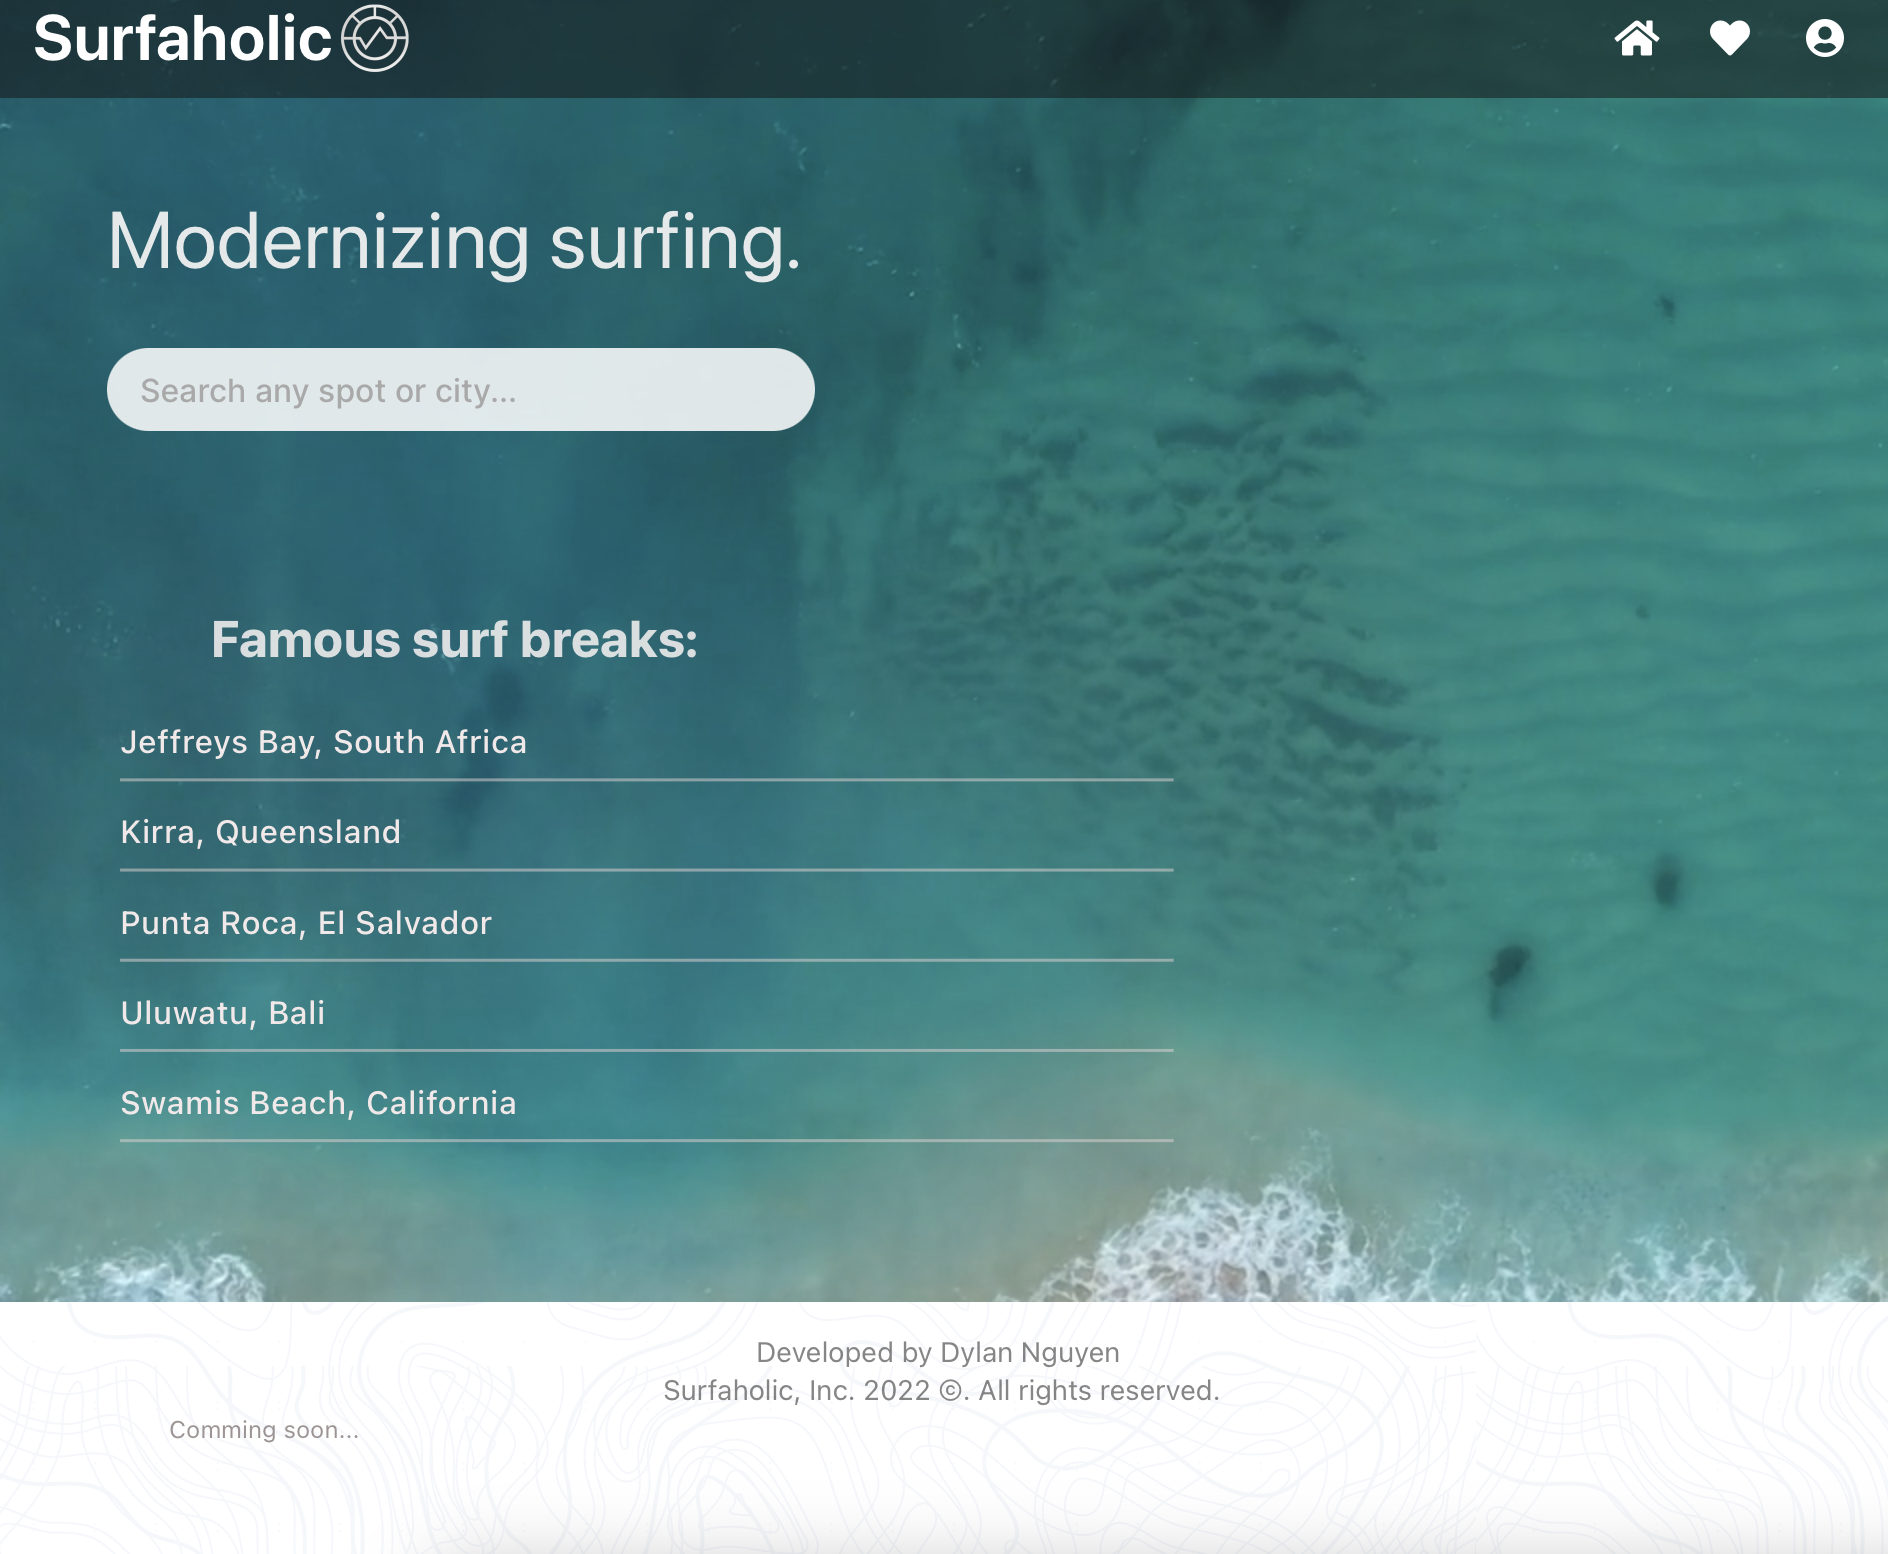 Surfaholic
Modernizing surfing.
Search any spot or city...
Famous surf breaks:
Jeffreys Bay, South Africa
Kirra, Queensland
Punta Roca, El Salvador
Uluwatu, Bali
Swamis Beach, California
Developed by Dylan Nguyen
Surfaholic, Inc. 2022 ©. All rights reserved.
Comming soon...